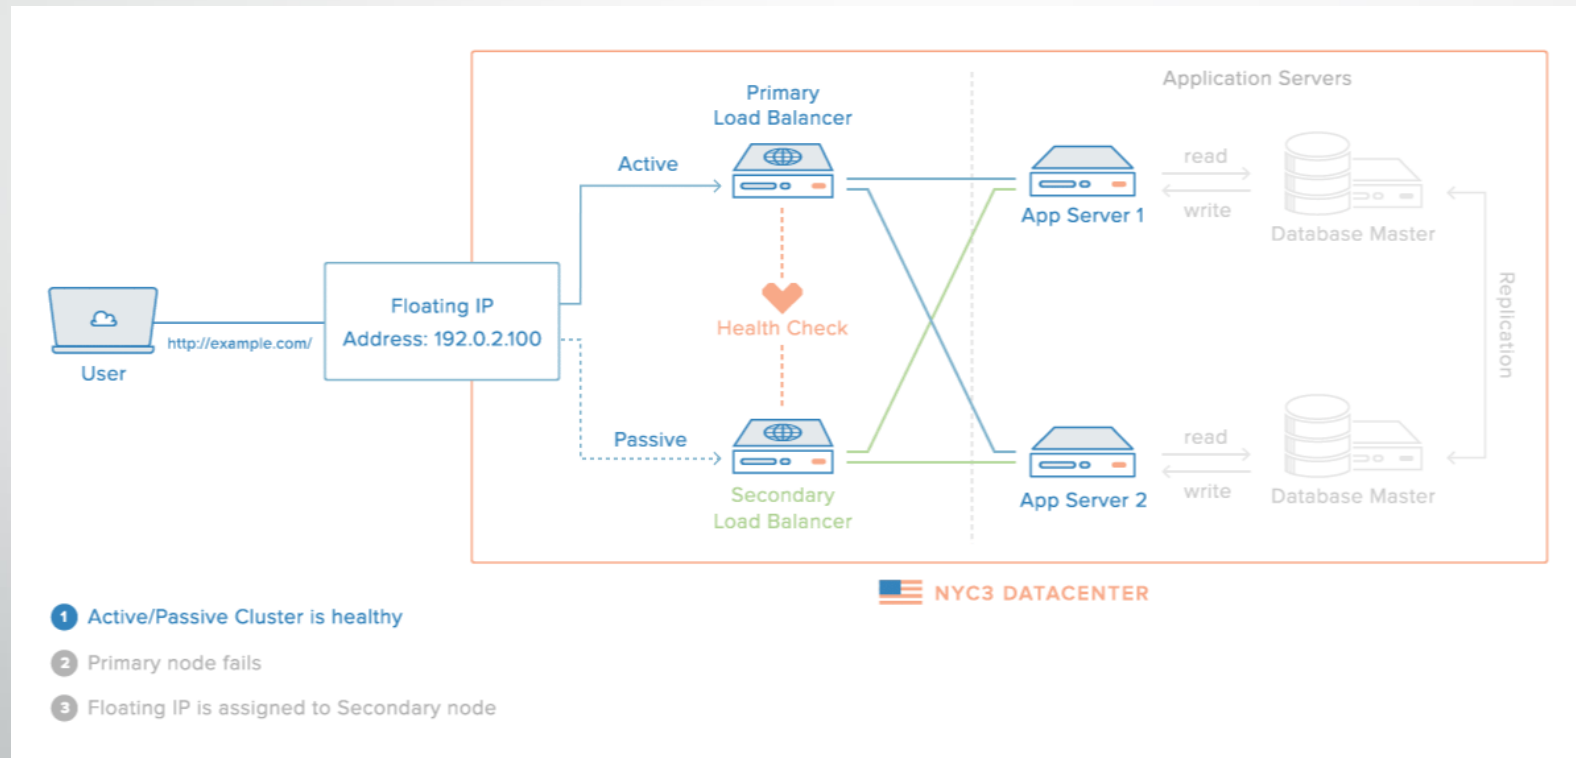 Application Servers
Primary
Load Balancer
Active
read
write
App Server 1
Database Master
Floating IP
Address: 192.0.2.100
http://example.com/
User
Health Check
Replication
Passive
Secondary
Load Balancer
read
write
App Server 2
Database Master
NYC3 DATACENTER
1 Active/Passive Cluster is healthy
2 Primary node fails
3 Floating IP is assigned to Secondary node